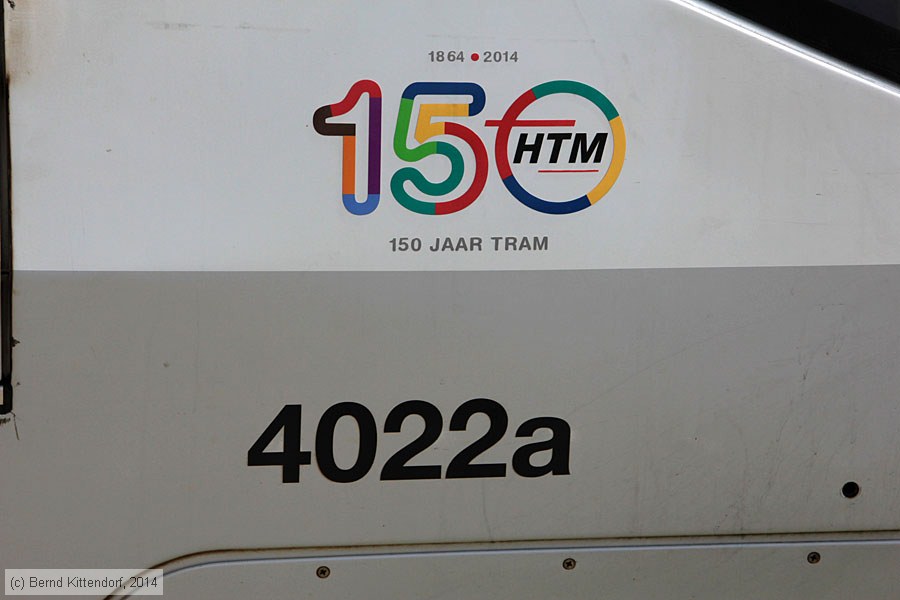 1864 • 2014
150 HTM
150 JAAR TRAM
4022a
(c) Bernd Kittendorf, 2014